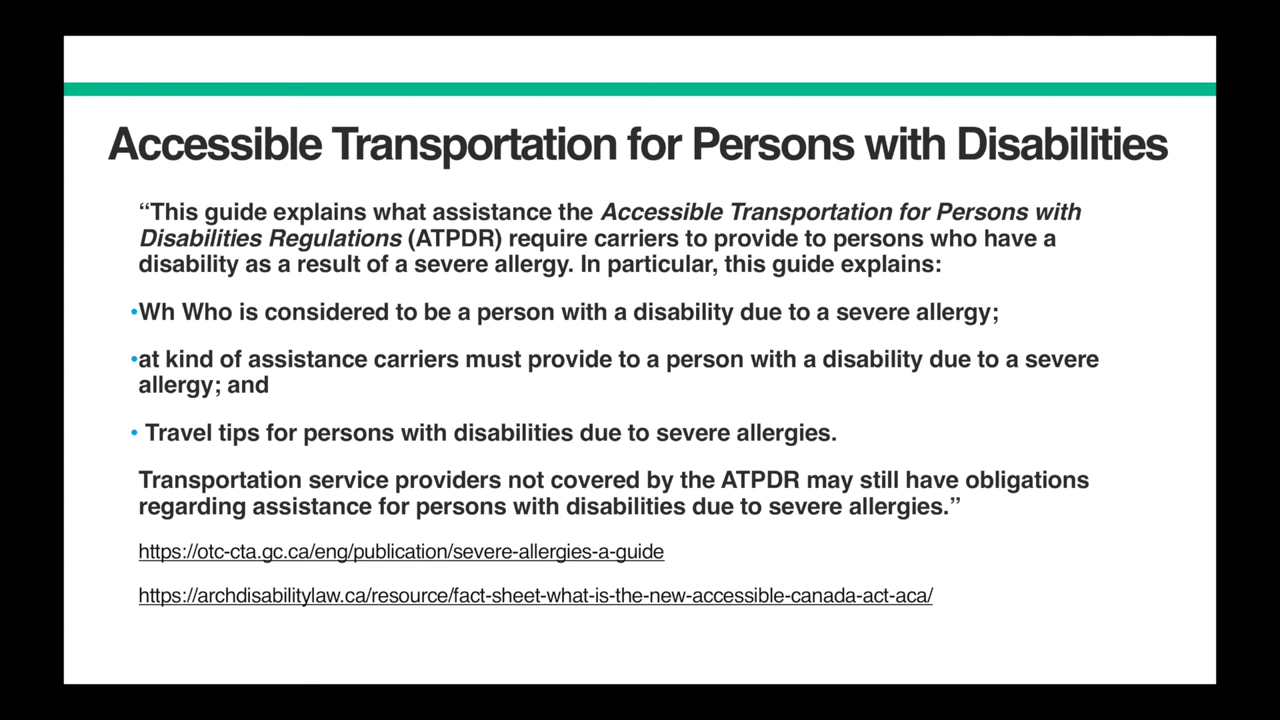 Accessible Transportation for Persons with Disabilities
“This guide explains what assistance the Accessible Transportation for Persons with
Disabilities Regulations (ATPDR) require carriers to provide to persons who have a
disability as a result of a severe allergy. In particular, this guide explains:
•Wh Who is considered to be a person with a disability due to a severe allergy;
•at kind of assistance carriers must provide to a person with a disability due to a severe
allergy; and
• Travel tips for persons with disabilities due to severe allergies.
Transportation service providers not covered by the ATPDR may still have obligations
regarding assistance for persons with disabilities due to severe allergies.”
https://otc-cta.gc.ca/eng/publication/severe-allergies-a-guide
https://archdisabilitylaw.ca/resource/fact-sheet-what-is-the-new-accessible-canada-act-aca/